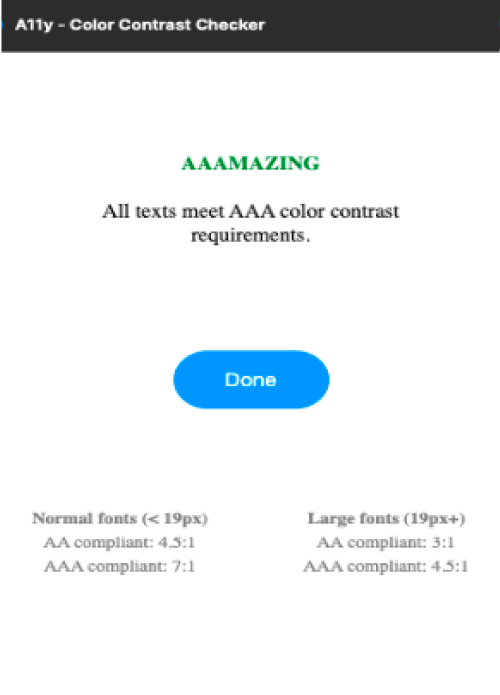 A11y - Color Contrast Checker
AAAMAZING
All texts meet AAA color contrast
requirements.
Done
Normal fonts (< 19px)
AA compliant: 4.5:1
AAA compliant: 7:1
Large fonts (19px+)
AA compliant: 3:1
AAA compliant: 4.5:1